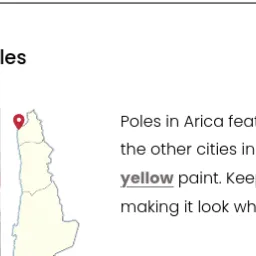 les
Poles in Arica feat
the other cities in
yellow paint. Keep
making it look wh